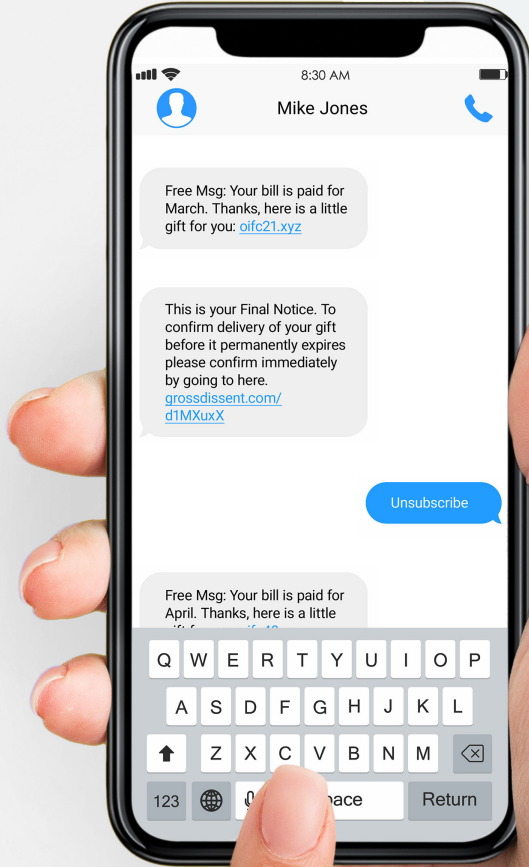 8:30 AM
Mike Jones
Free Msg: Your bill is paid for
March. Thanks, here is a little
gift for you: oifc21.xyz
This is your Final Notice. To
confirm delivery of your gift
before it permanently expires
please confirm immediately
by going to here.
grossdissent.com/
d1MXuxX
Unsubscribe
Free Msg: Your bill is paid for
April. Thanks, here is a little
Q W E R T Y U I O P
A S D F G H J K L
Z X C V B N M
123
Return